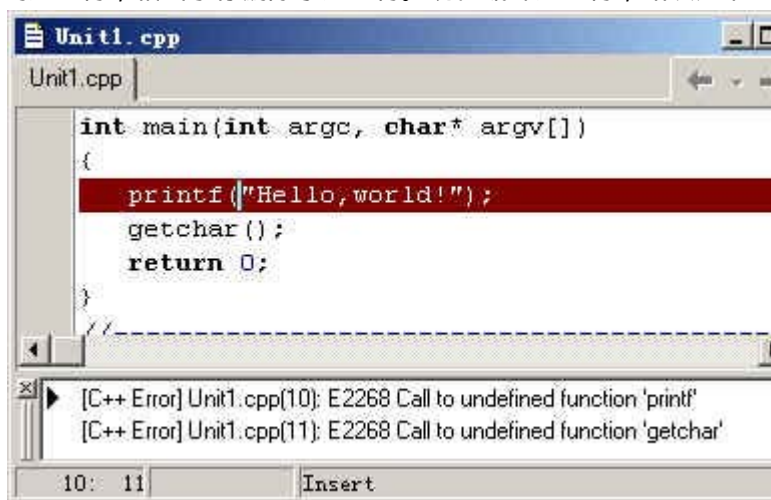 Unit1.cpp
Unit1.cpp
int main(int argc, char* argv[])
{
printf("Hello,world!");
getchar();
return 0;
}
//--------------------------------------------
[C++ Error] Unit1.cpp(10): E2268 Call to undefined function 'printf'
[C++ Error] Unit1.cpp(11): E2268 Call to undefined function 'getchar'
10: 11 Insert